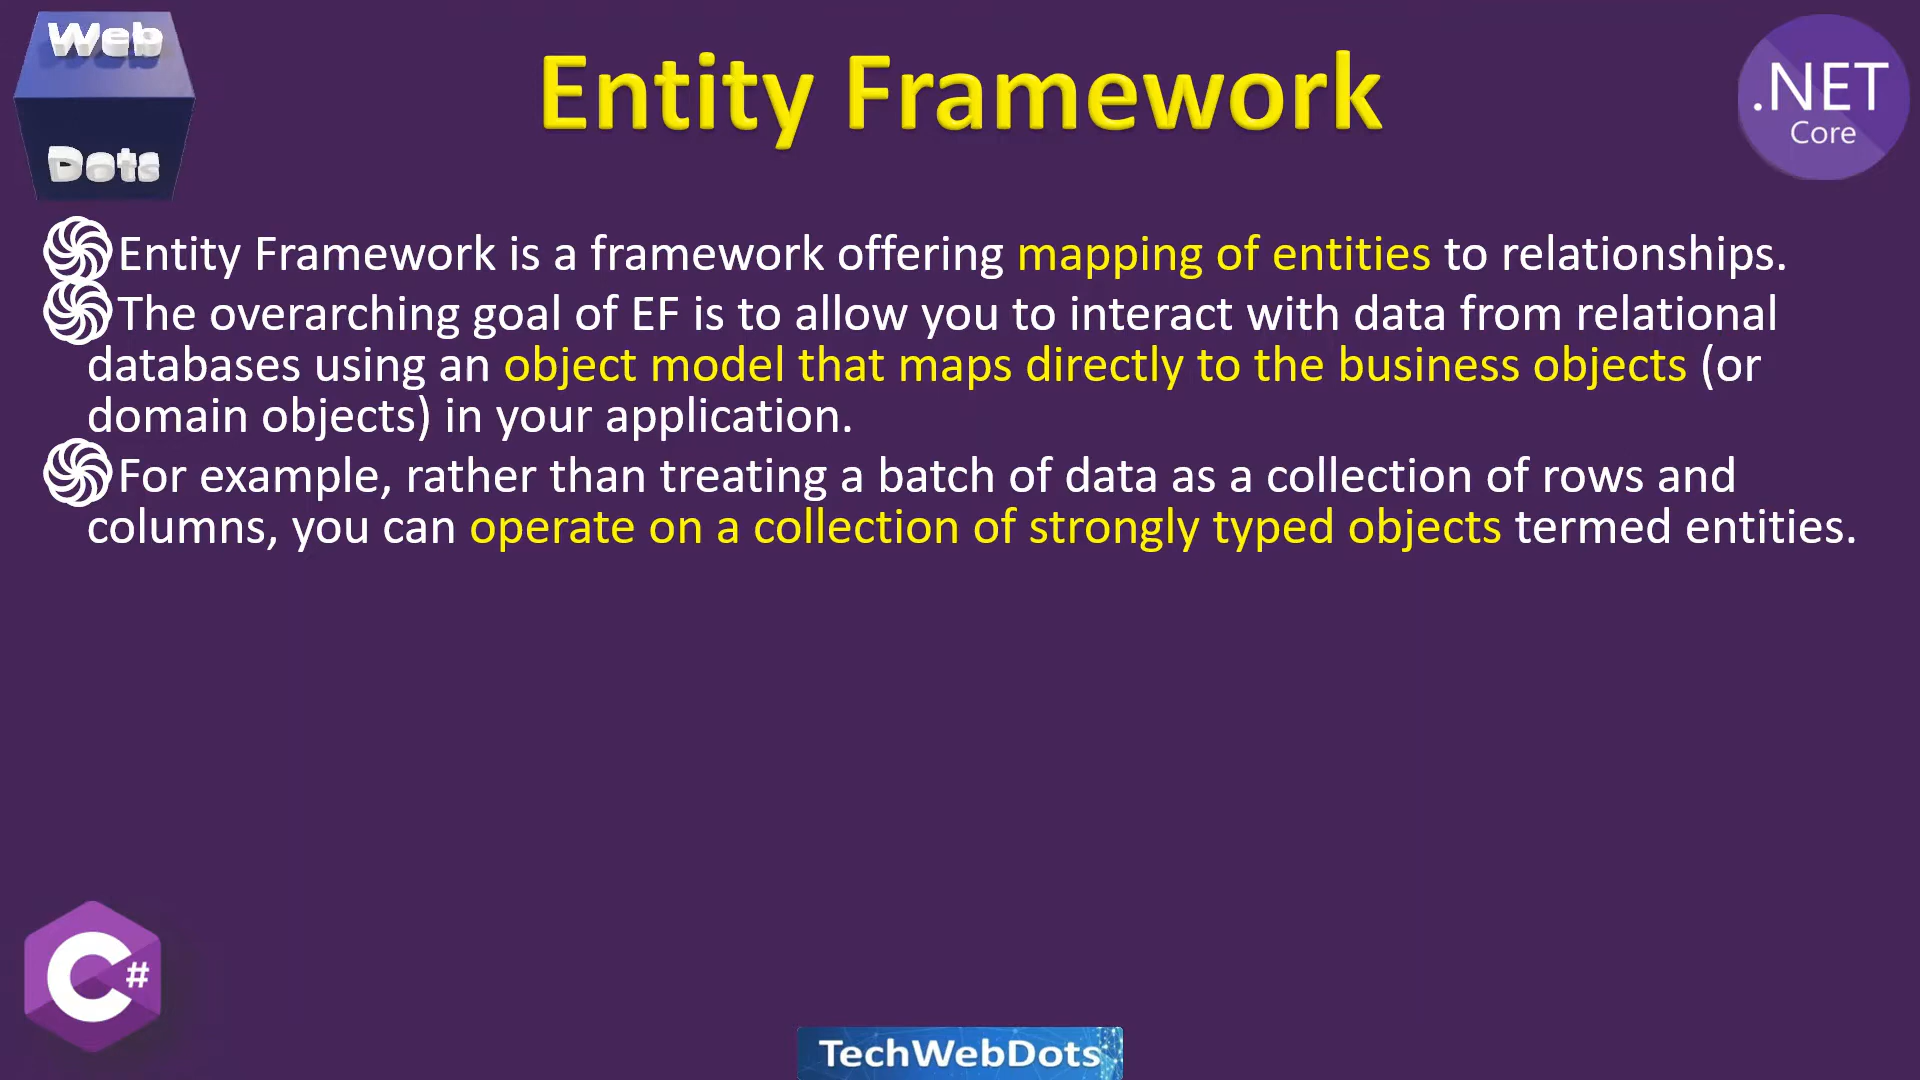 Web
Dots
Entity Framework
.NET
Core
Entity Framework is a framework offering mapping of entities to relationships.
The overarching goal of EF is to allow you to interact with data from relational
databases using an object model that maps directly to the business objects (or
domain objects) in your application.
For example, rather than treating a batch of data as a collection of rows and
columns, you can operate on a collection of strongly typed objects termed entities.
C#
TechWebDots